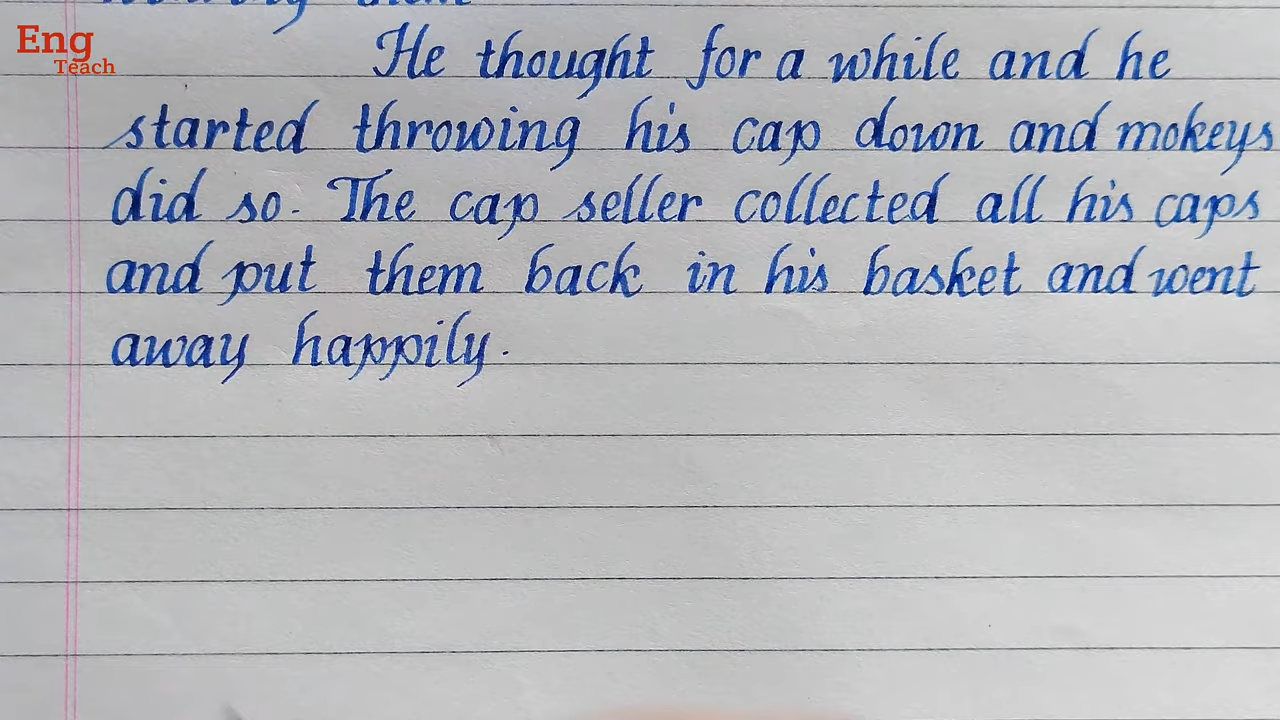 Eng
Teach
them
He thought for a while and he
started throwing his cap down and mokeys
did so. The cap seller collected all his caps
and put them back in his basket and went
away happily.